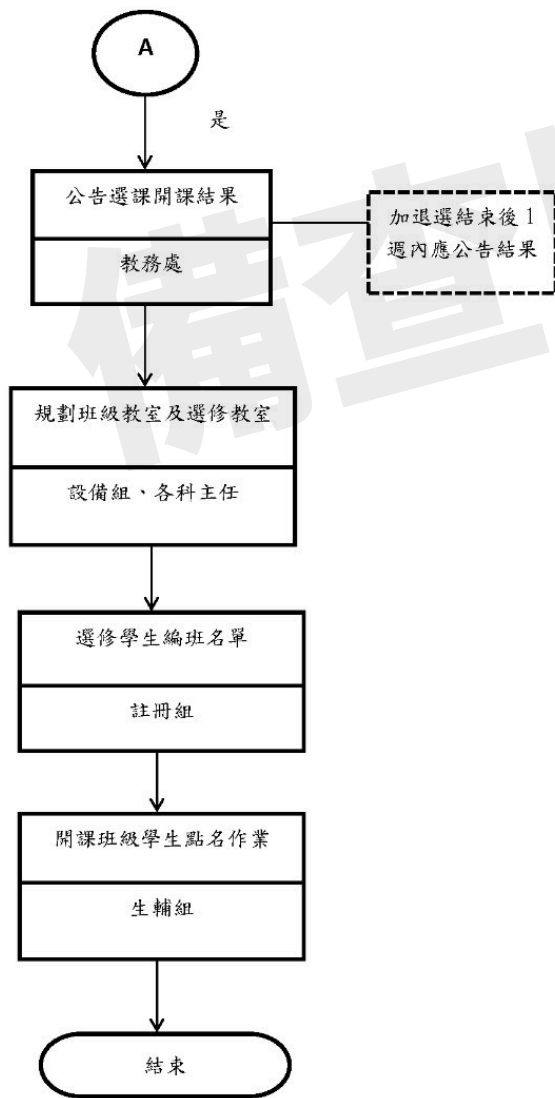 A
是
公告選課開課結果
教務處
加退選結束後1
週內應公告結果
規劃班級教室及選修教室
設備組、各科主任
選修學生編班名單
註冊組
開課班級學生點名作業
生輔組
結束
備查